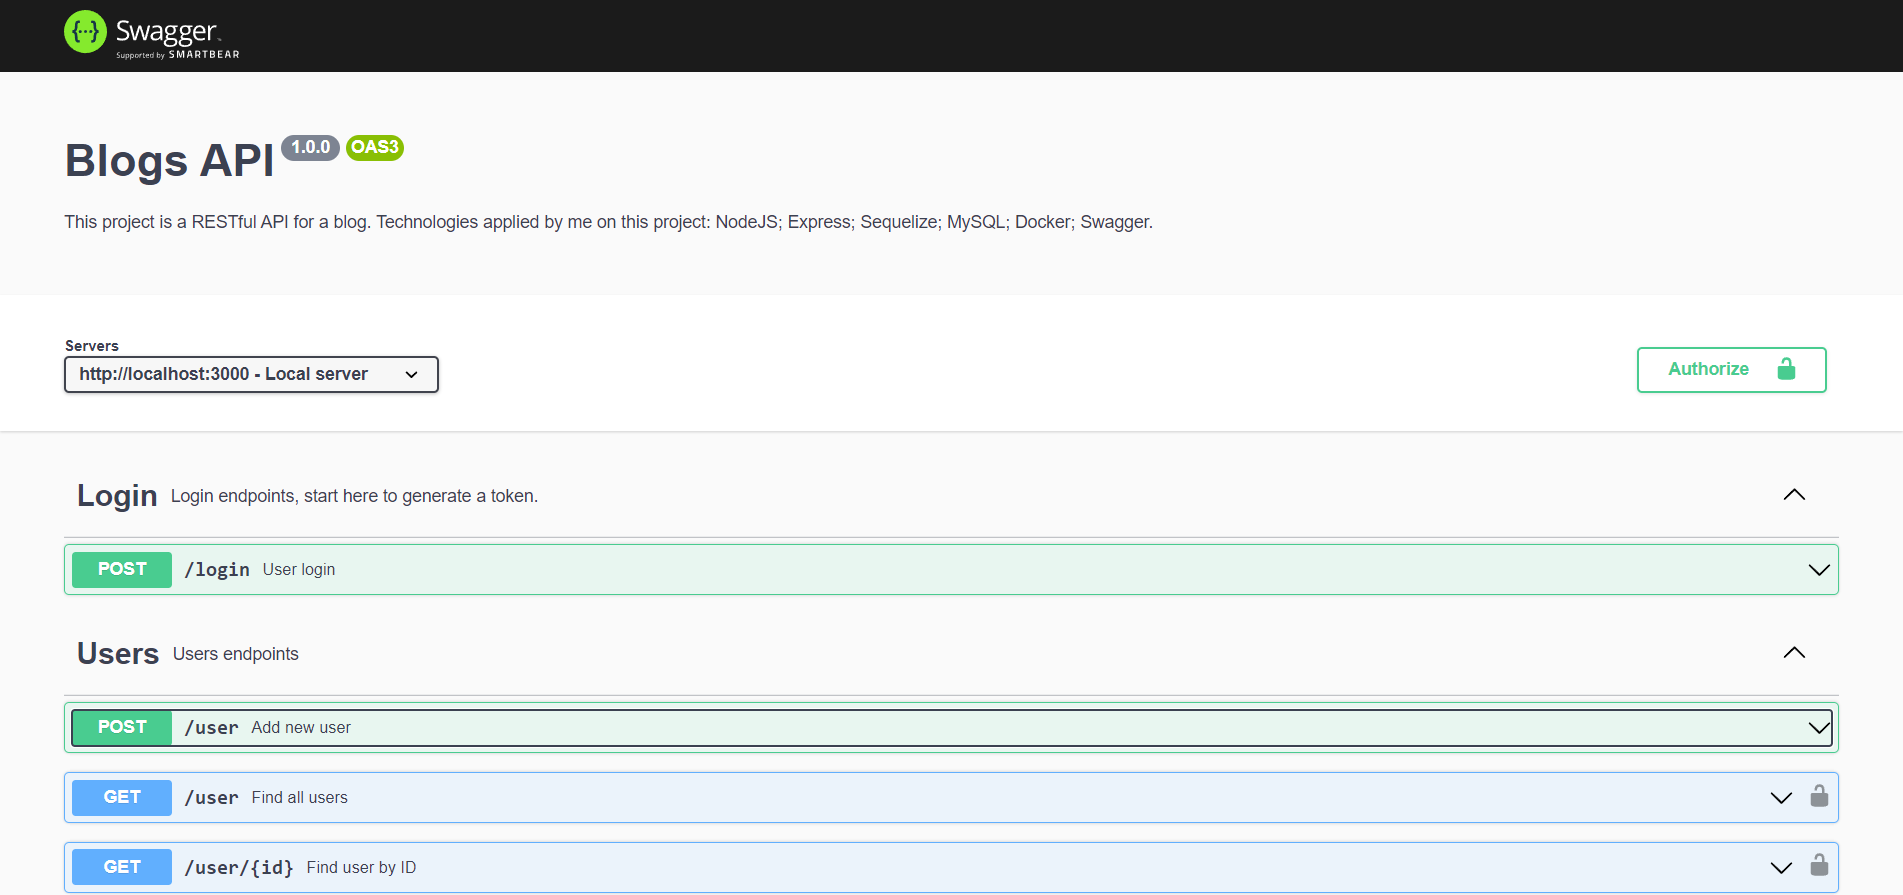 {···} Swagger™
Supported by SMARTBEAR
Blogs API 1.0.0 OAS3
This project is a RESTful API for a blog. Technologies applied by me on this project: NodeJS; Express; Sequelize; MySQL; Docker; Swagger.
Servers
http://localhost:3000 - Local server
Authorize
Login Login endpoints, start here to generate a token.
POST /login User login
Users Users endpoints
POST /user Add new user
GET /user Find all users
GET /user/{id} Find user by ID